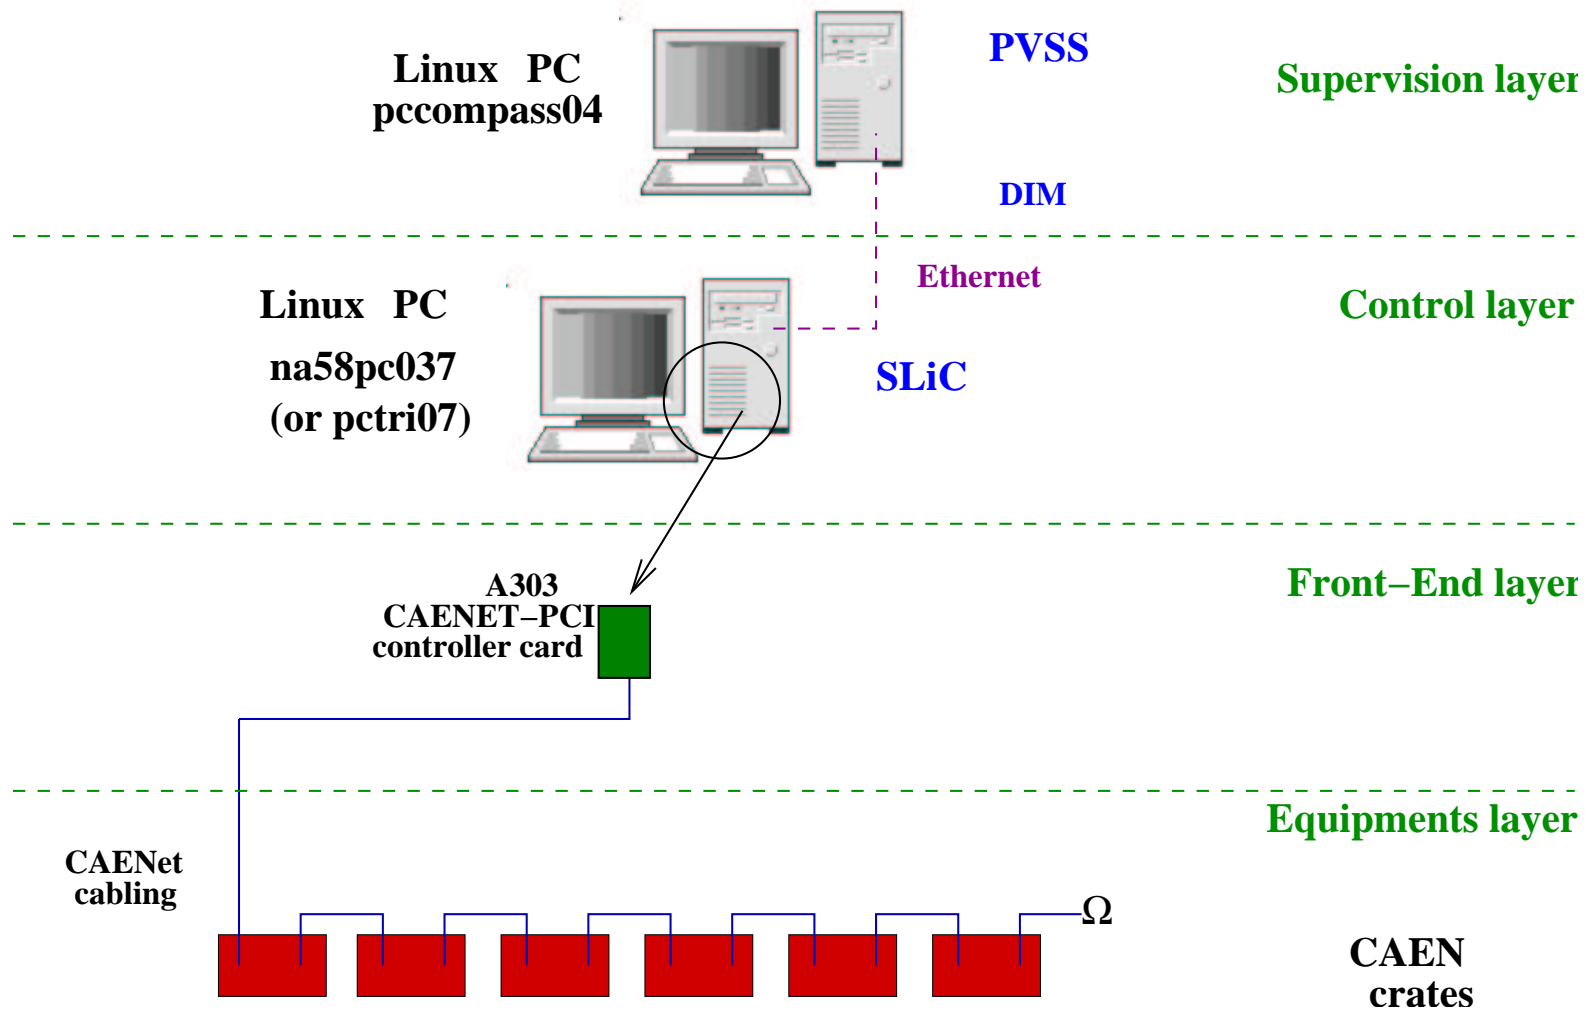 PVSS
Linux PC
pccompass04
Supervision layer
DIM
Ethernet
Linux PC
na58pc037
(or pctri07)
Control layer
SLiC
A303
CAENET−PCI
controller card
Front−End layer
Equipments layer
CAENet
cabling
Ω
CAEN
crates